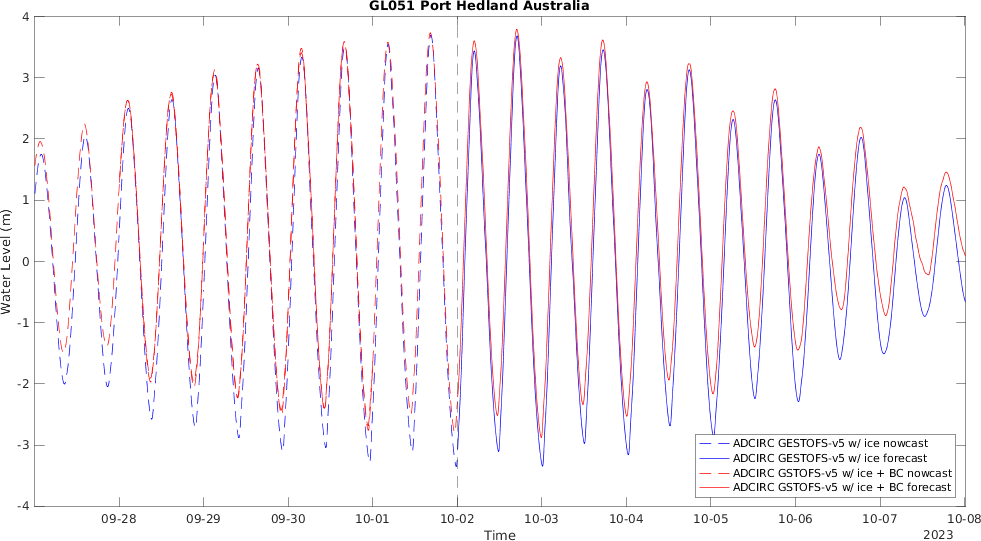 GL051 Port Hedland Australia
4
3
2
1
0
-1
-2
-3
-4
Water Level (m)
09-28 09-29 09-30 10-01 10-02 10-03 10-04 10-05 10-06 10-07 10-08
Time
2023
ADCIRC GESTOFS-v5 w/ ice nowcast
ADCIRC GESTOFS-v5 w/ ice forecast
ADCIRC GSTOFS-v5 w/ ice + BC nowcast
ADCIRC GSTOFS-v5 w/ ice + BC forecast